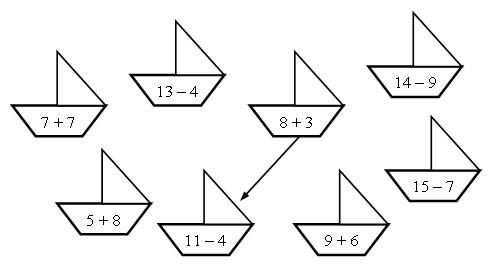 13 – 4
14 – 9
7 + 7
8 + 3
15 – 7
5 + 8
11 – 4
9 + 6